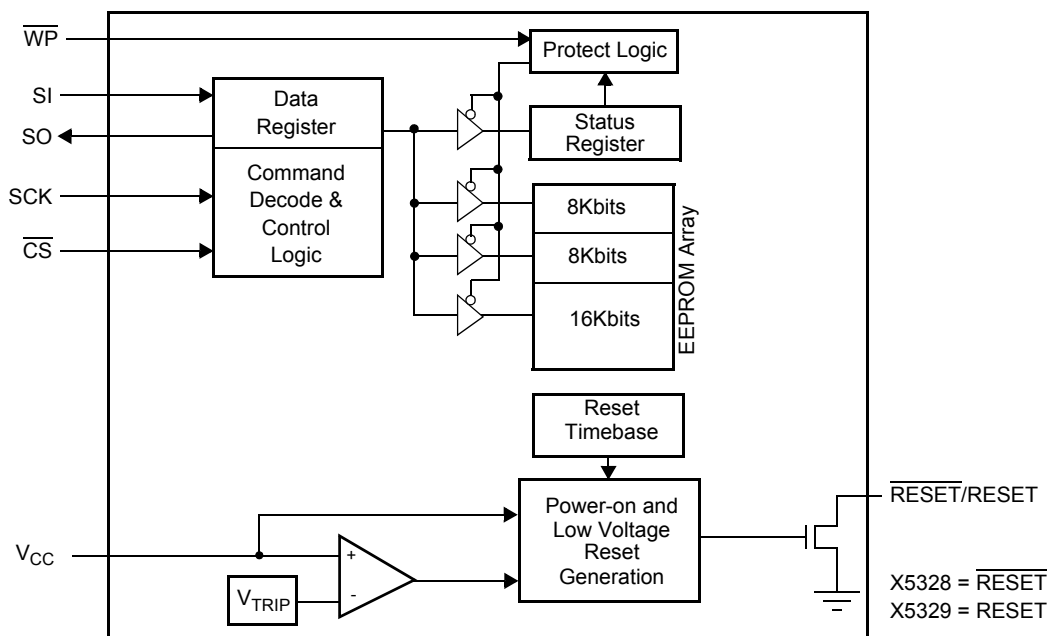 WP
Protect Logic
SI
Data
Register
SO
Status
Register
SCK
Command
Decode &
Control
Logic
CS
8Kbits
8Kbits
16Kbits
EEPROM Array
Reset
Timebase
RESET/RESET
Power-on and
Low Voltage
Reset
Generation
VCC
+
-
VTRIP
X5328 = RESET
X5329 = RESET